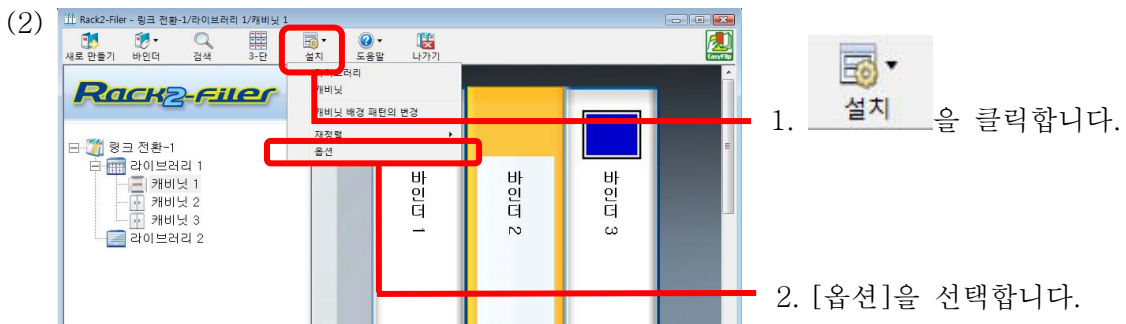 (2)
Rack2-Filer - 링크 전환-1/라이브러리 1/캐비닛 1
새로 만들기 바인더 검색 3-단 설치 도움말 나가기
EasyFlip
Rack2-Filer
캐비닛
캐비닛 배경 패턴의 변경
재정렬
옵션
링크 전환-1
라이브러리 1
캐비닛 1
캐비닛 2
캐비닛 3
라이브러리 2
바인더 1
바인더 2
바인더 3
1. 설치 을 클릭합니다.
2. [옵션]을 선택합니다.